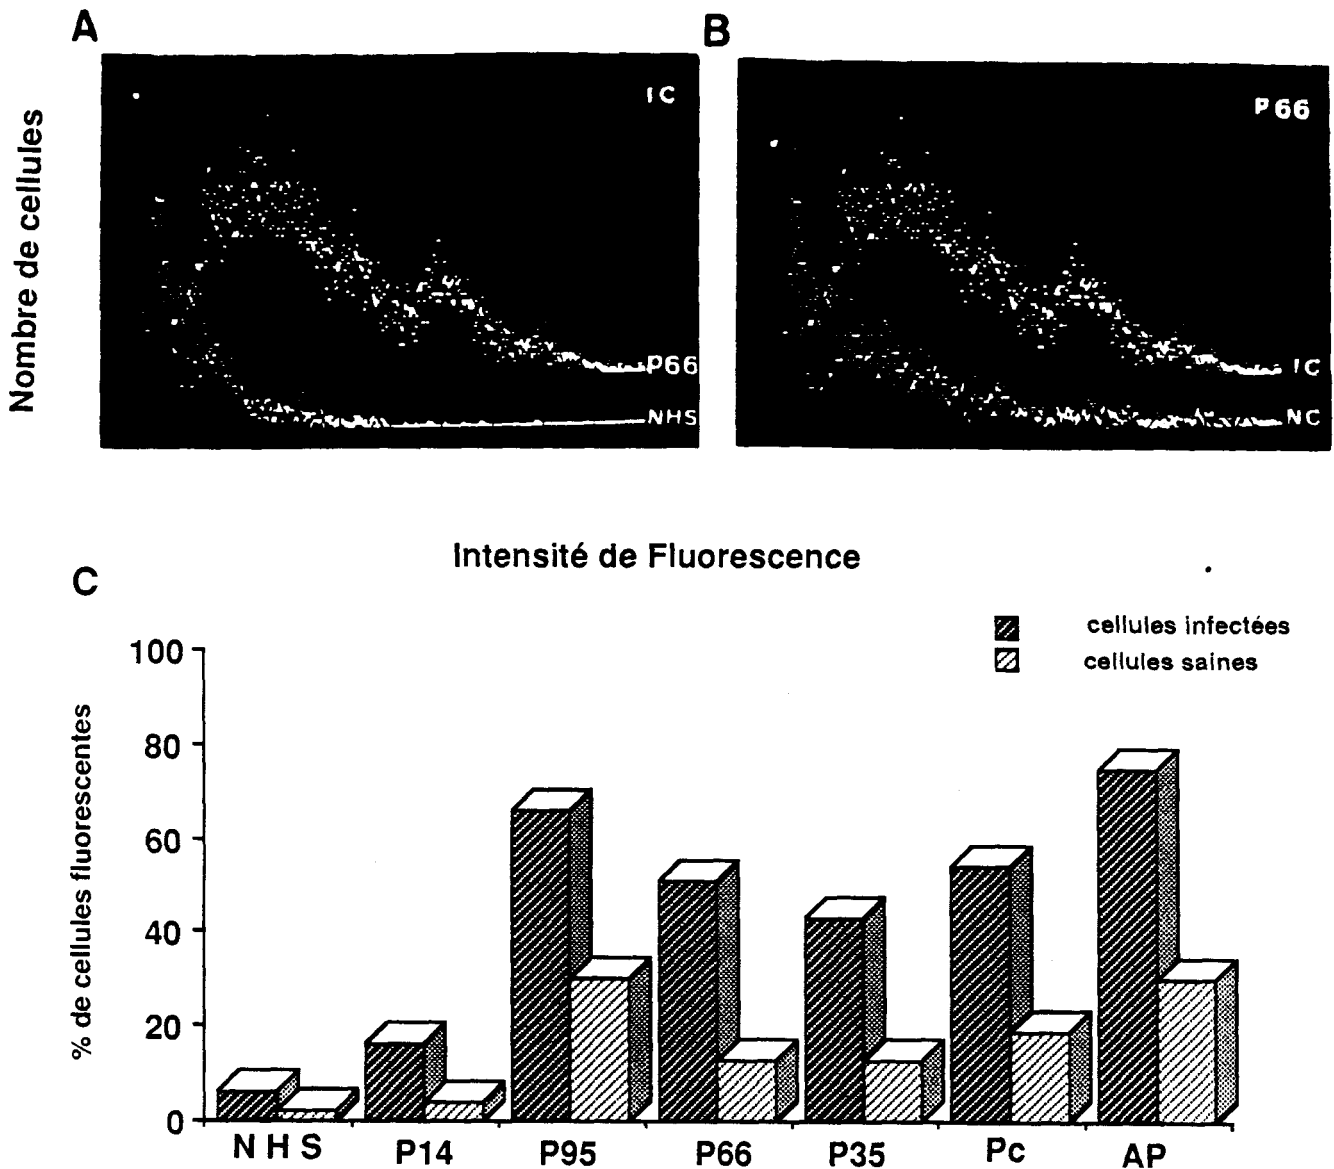 A
B
Nombre de cellules
IC
P66
NHS
P66
IC
NC
Intensité de Fluorescence
C
cellules infectées
cellules saines
% de cellules fluorescentes
100
80
60
40
20
0
NHS
P14
P95
P66
P35
Pc
AP